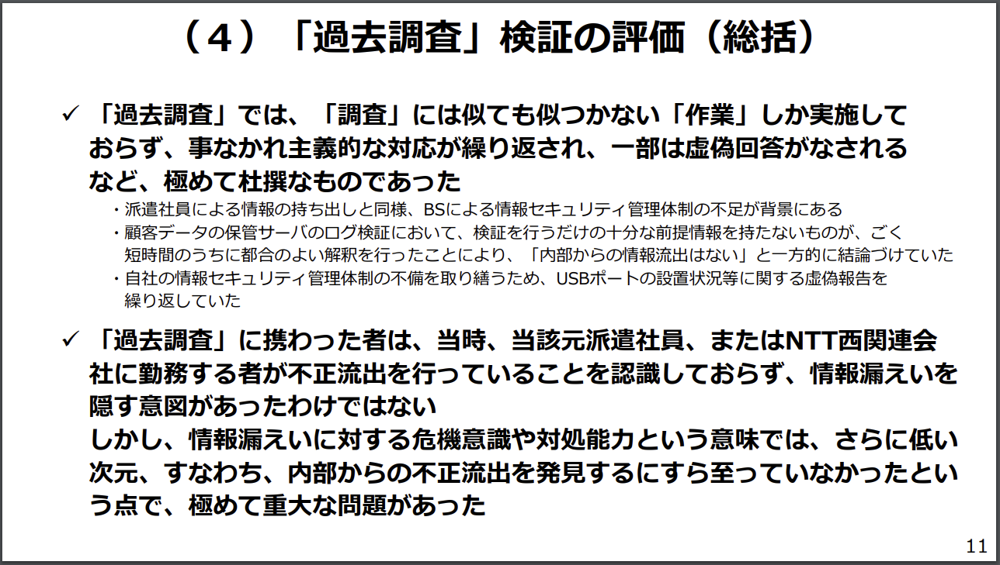 （４）「過去調査」検証の評価（総括）
✓ 「過去調査」では、「調査」には似ても似つかない「作業」しか実施して
おらず、事なかれ主義的な対応が繰り返され、一部は虚偽回答がなされる
など、極めて杜撰なものであった
・派遣社員による情報の持ち出しと同様、BSによる情報セキュリティ管理体制の不足が背景にある
・顧客データの保管サーバのログ検証において、検証を行うだけの十分な前提情報を持たないものが、ごく
短時間のうちに都合のよい解釈を行ったことにより、「内部からの情報流出はない」と一方的に結論づけていた
・自社の情報セキュリティ管理体制の不備を取り繕うため、USBポートの設置状況等に関する虚偽報告を
繰り返していた
✓ 「過去調査」に携わった者は、当時、当該元派遣社員、またはNTT西関連会
社に勤務する者が不正流出を行っていることを認識しておらず、情報漏えいを
隠す意図があったわけではない
しかし、情報漏えいに対する危機意識や対処能力という意味では、さらに低い
次元、すなわち、内部からの不正流出を発見するにすら至っていなかったとい
う点で、極めて重大な問題があった
11